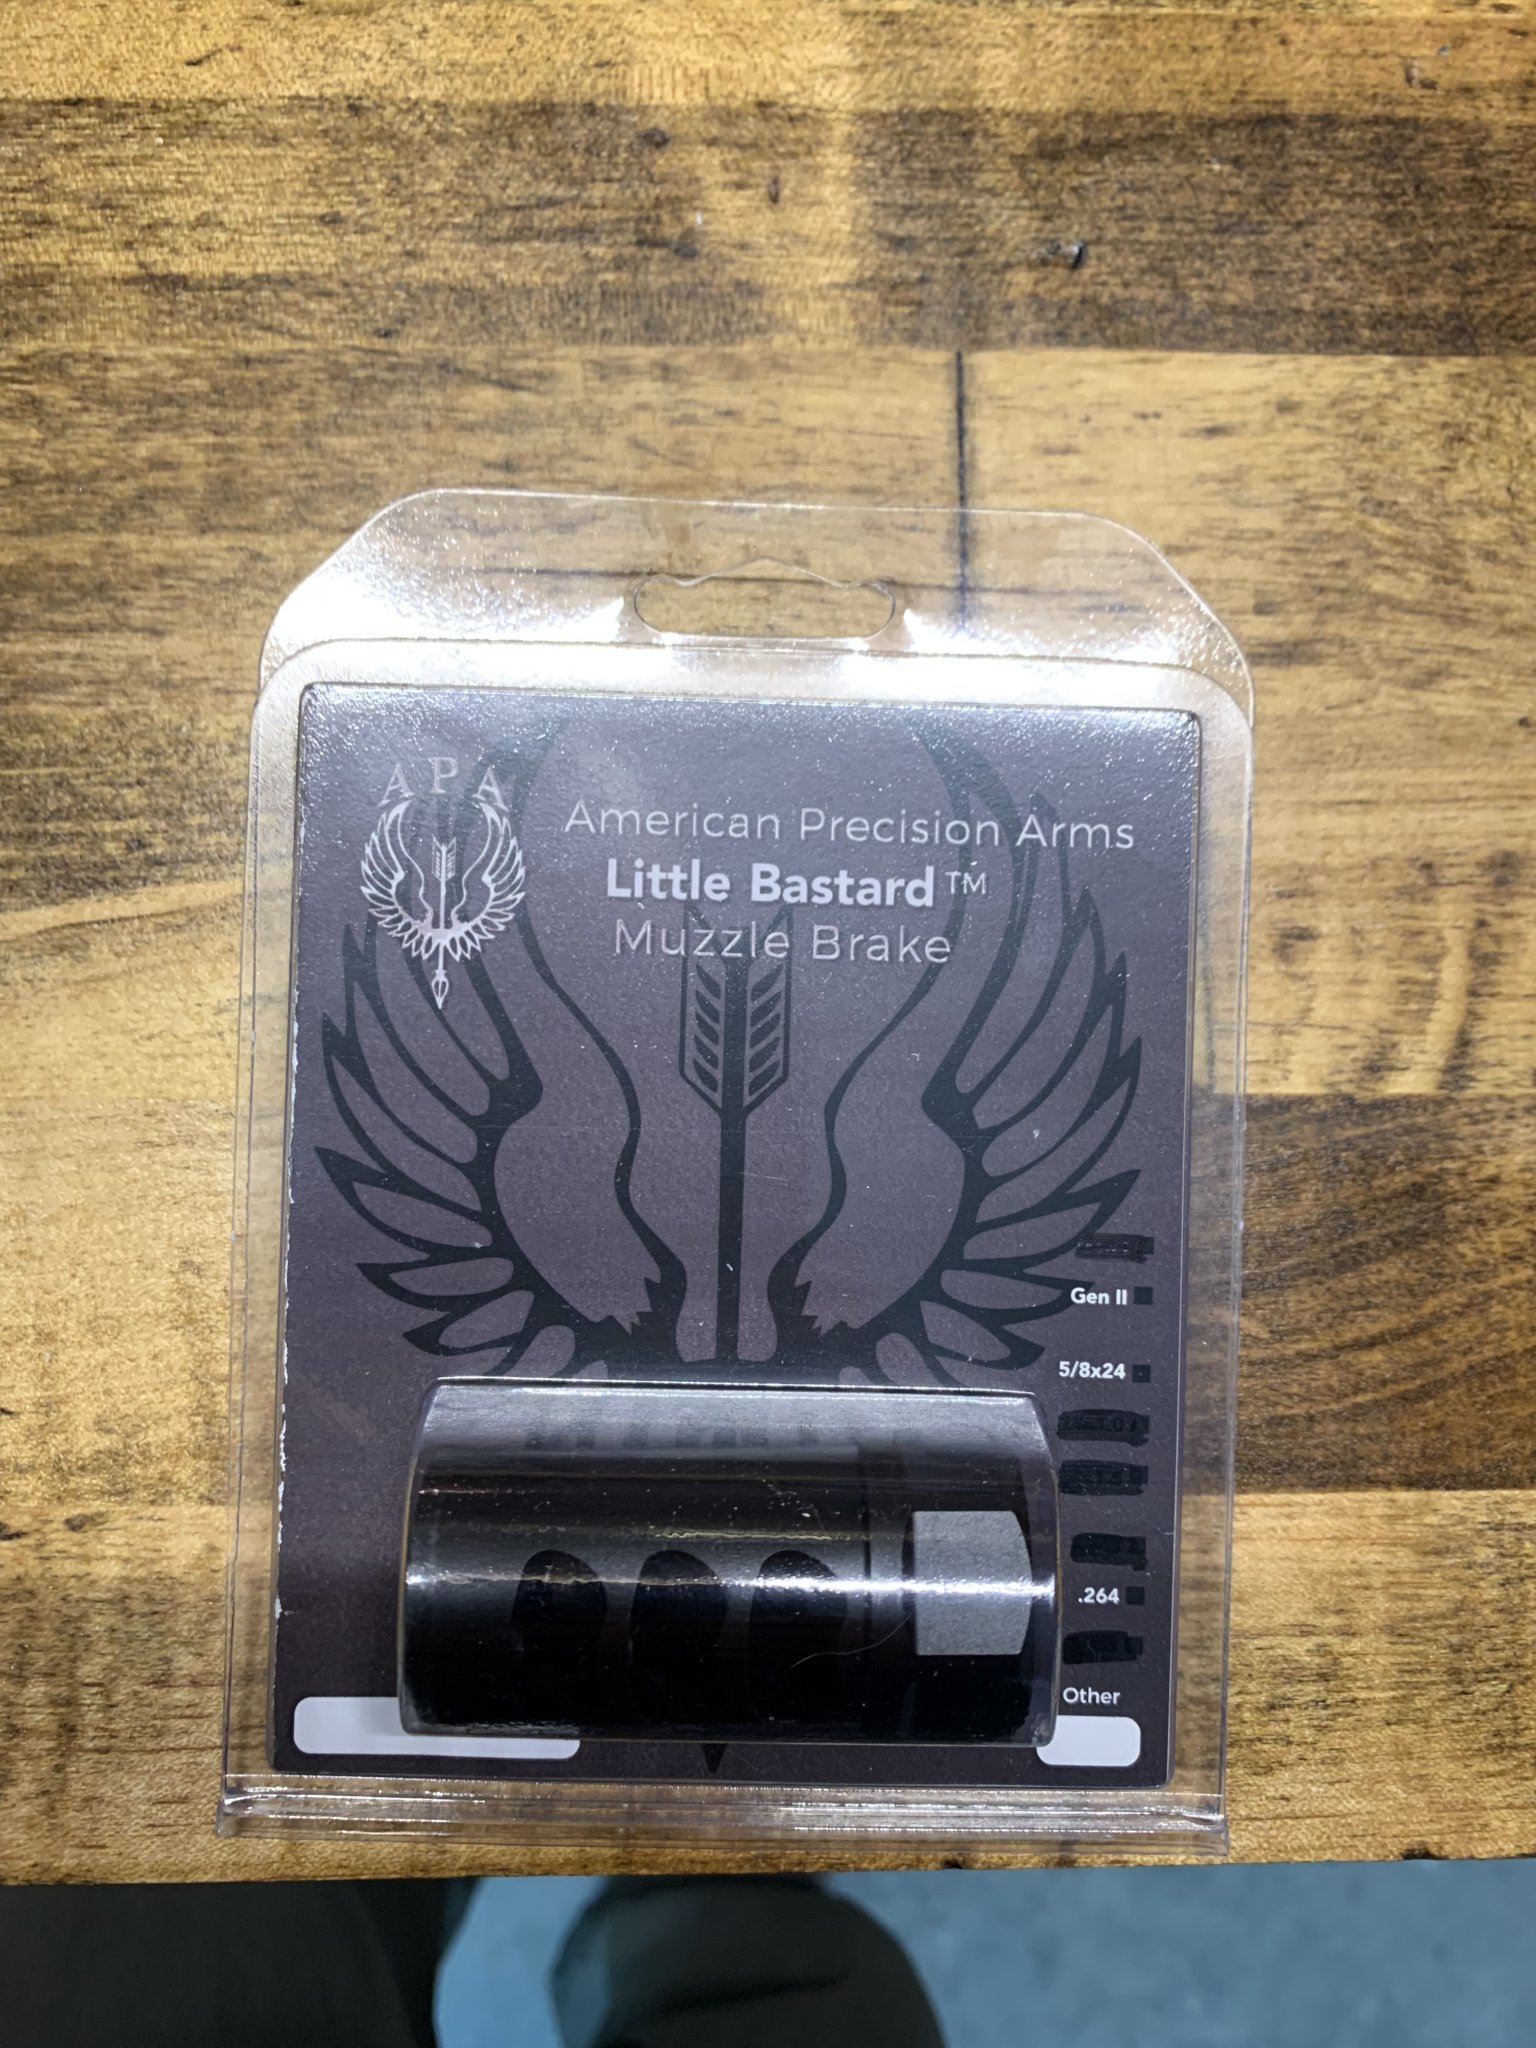 APA
American Precision Arms
Little Bastard™
Muzzle Brake
Gen II
5/8x24
.264
Other